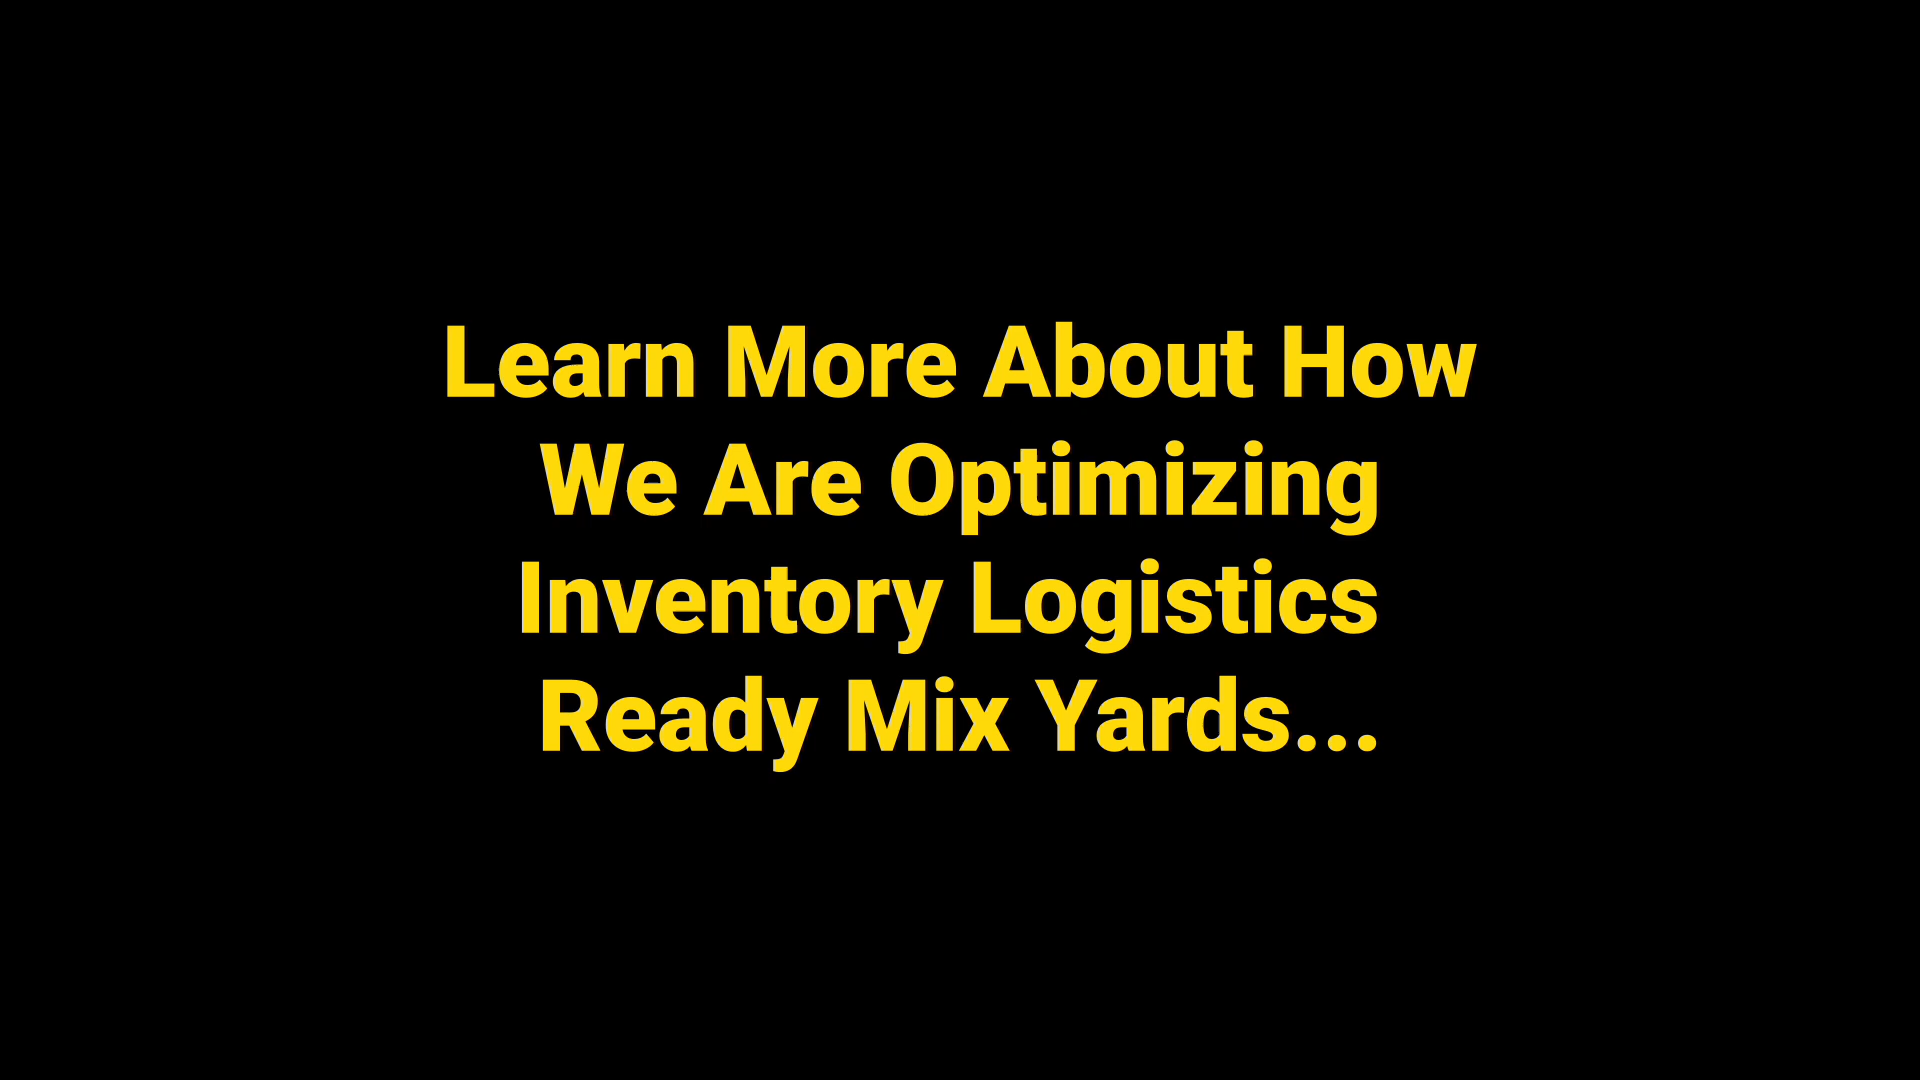 Learn More About How
We Are Optimizing
Inventory Logistics
Ready Mix Yards...